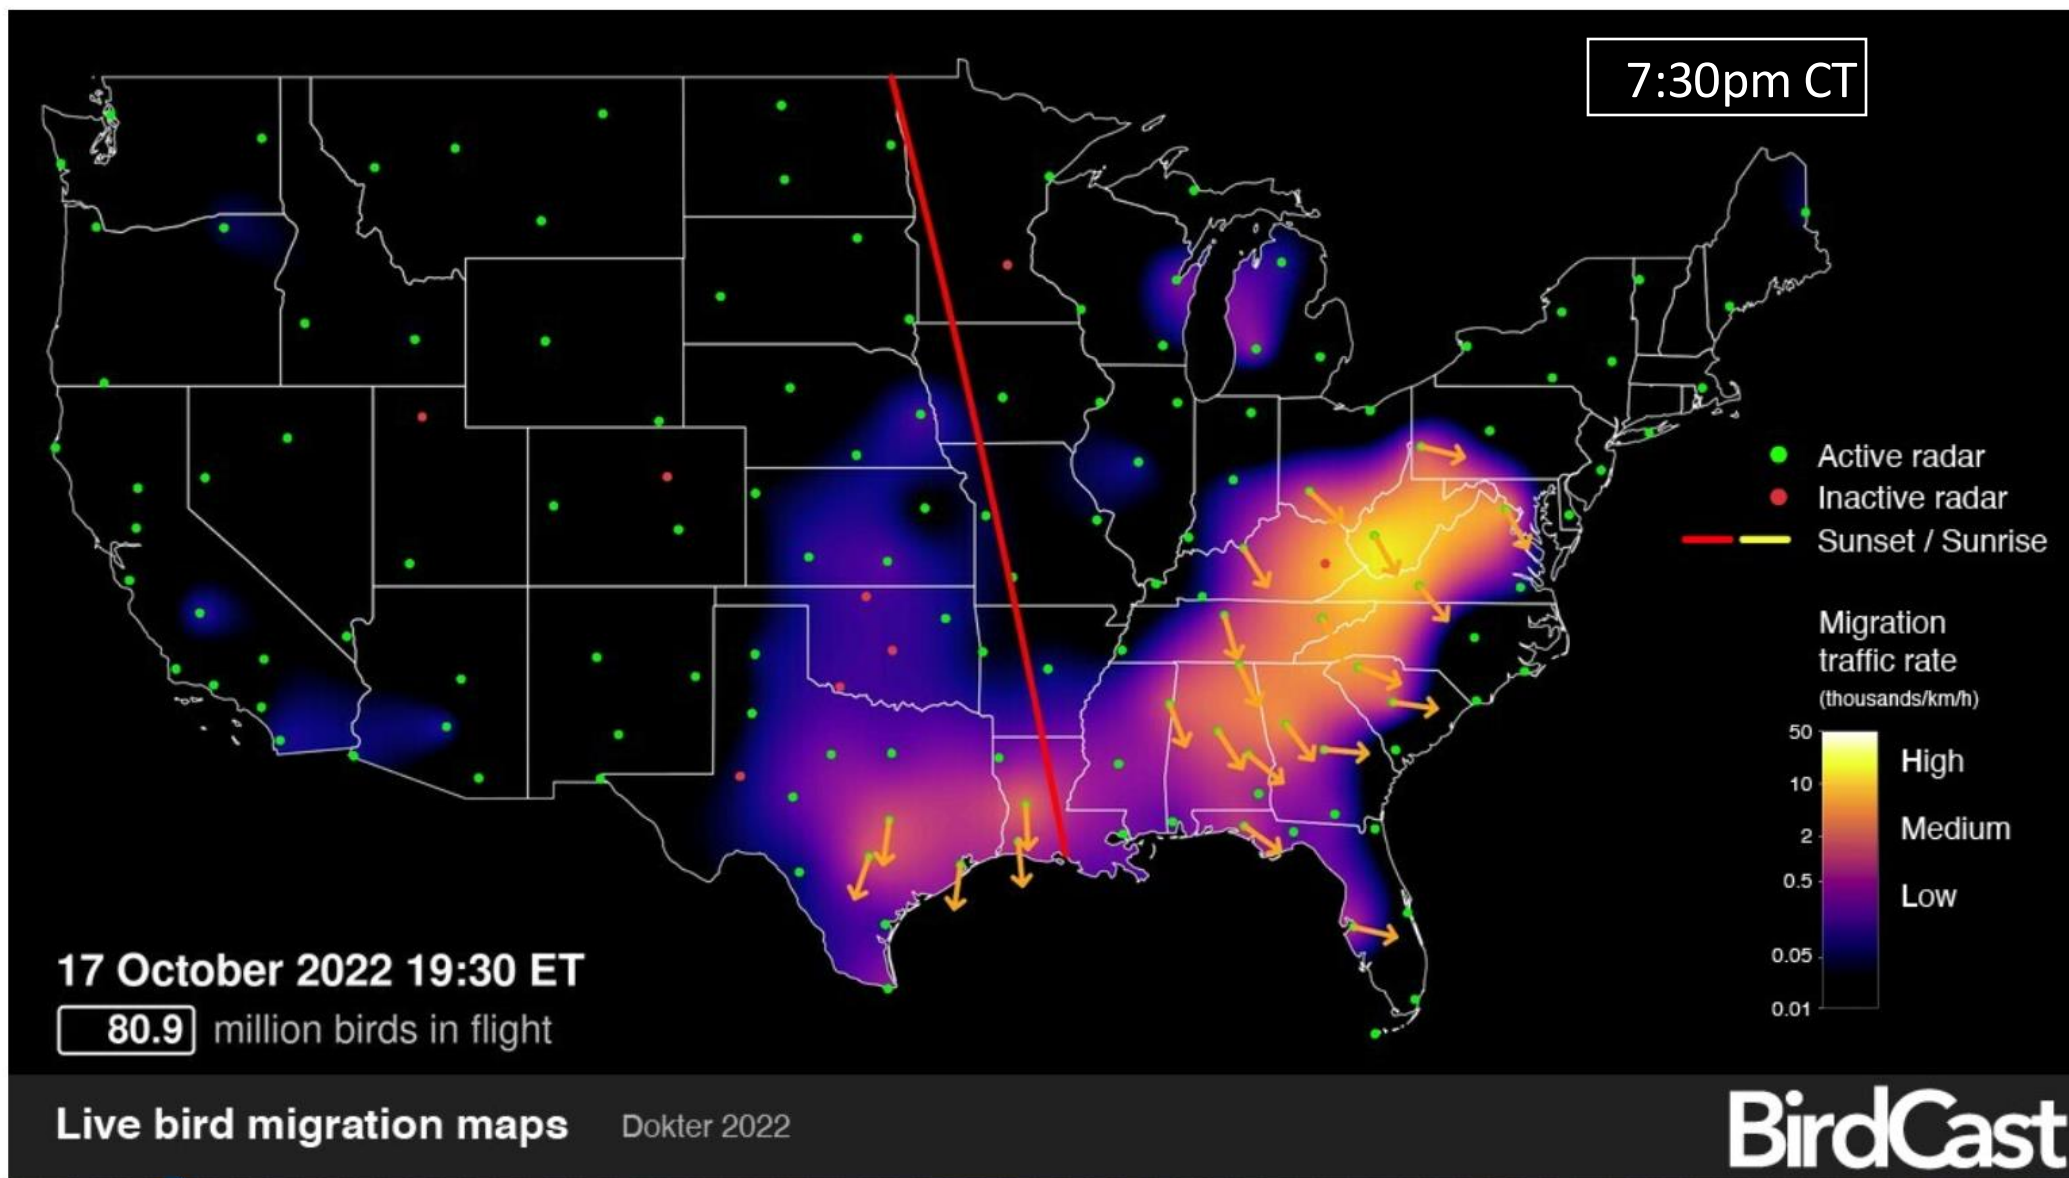 7:30pm CT
Active radar
Inactive radar
Sunset / Sunrise
Migration
traffic rate
(thousands/km/h)
50
High
10
Medium
2
0.5
Low
0.05
0.01
17 October 2022 19:30 ET
80.9 million birds in flight
Live bird migration maps Dokter 2022
BirdCast